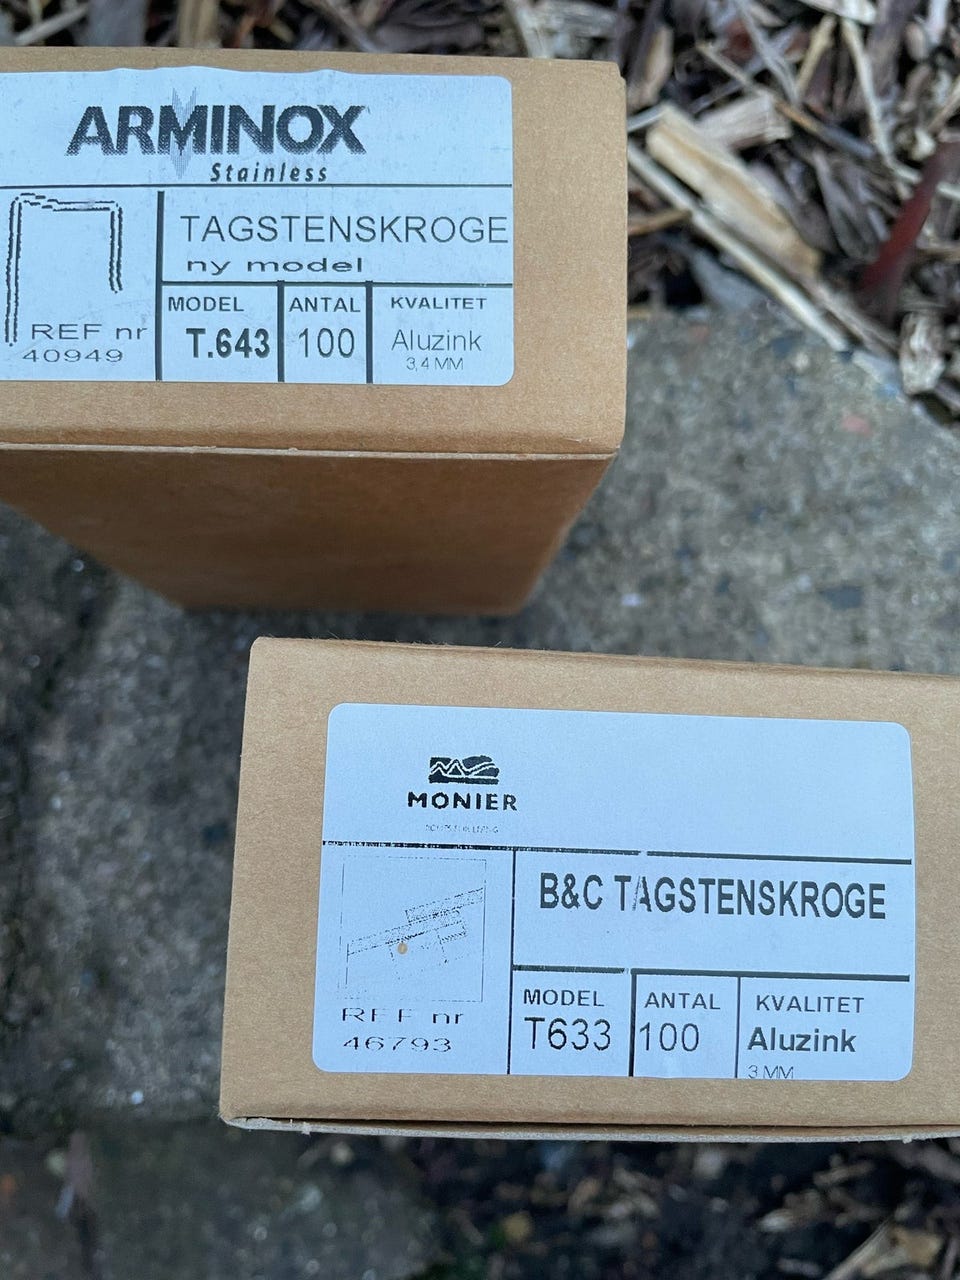 ARMINOX
Stainless
TAGSTENSKROGE
ny model
MODEL
T.643
ANTAL
100
KVALITET
Aluzink
3,4 MM
REF nr
40949
MONIER
B&C TAGSTENSKROGE
MODEL
T633
ANTAL
100
KVALITET
Aluzink
3 MM
REF nr
46793